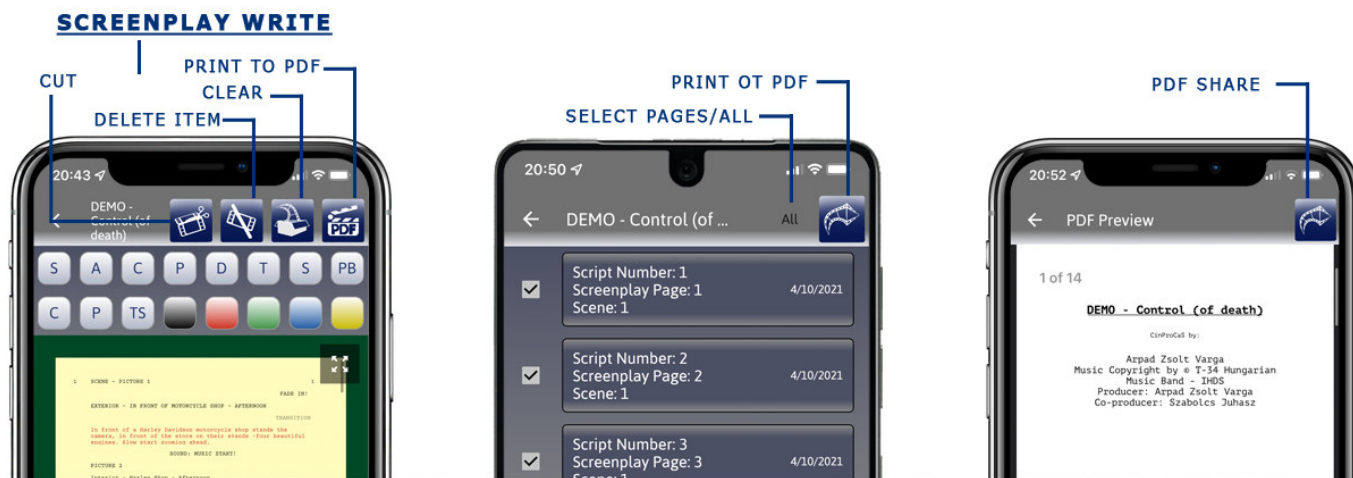 SCREENPLAY WRITE
CUT
PRINT TO PDF
CLEAR
DELETE ITEM
20:43
DEMO -
Control (of
death)
PDF
S A C P D T S PB
C P TS
1 SCENE - PICTURE 1 1
FADE IN!
EXTERIOR - IN FRONT OF MOTORCYCLE SHOP - AFTERNOON
TRANSITION
In front of a Harley Davidson motorcycle shop stands the
camera, in front of the store on their stands -four beautiful
engines. Slow start zooming ahead.
SOUND: MUSIC START!
PICTURE 2
Interior - Harley Shop - Afternoon
PRINT OT PDF
SELECT PAGES/ALL
20:50
DEMO - Control (of ...
All
Script Number: 1
Screenplay Page: 1
Scene: 1
4/10/2021
Script Number: 2
Screenplay Page: 2
Scene: 1
4/10/2021
Script Number: 3
Screenplay Page: 3
Scene: 1
4/10/2021
PDF SHARE
20:52
PDF Preview
1 of 14
DEMO - Control (of death)
CinProCaS by:
Arpad Zsolt Varga
Music Copyright by © T-34 Hungarian
Music Band - IHDS
Producer: Arpad Zsolt Varga
Co-producer: Szabolcs Juhasz